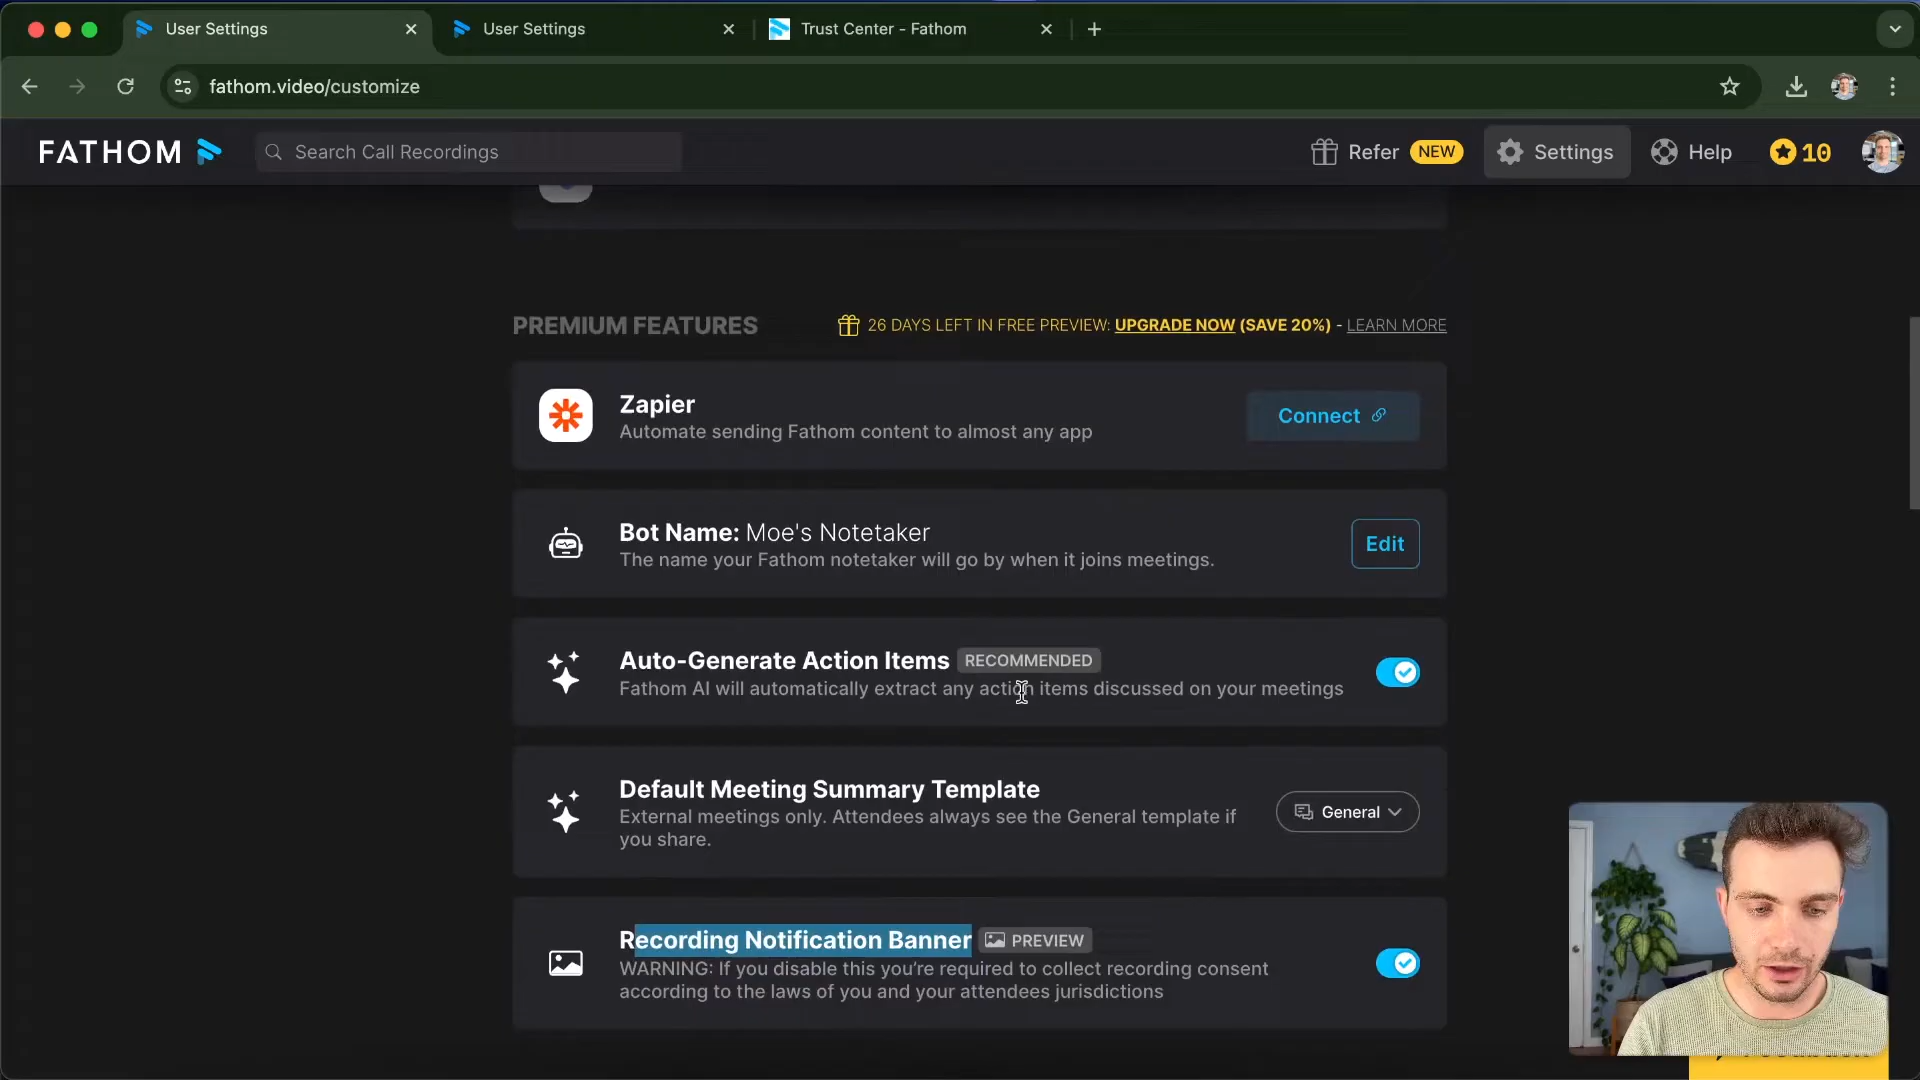 User Settings
User Settings
Trust Center - Fathom
fathom.video/customize
FATHOM
Search Call Recordings
Refer NEW
Settings
Help
10
PREMIUM FEATURES
26 DAYS LEFT IN FREE PREVIEW: UPGRADE NOW (SAVE 20%) - LEARN MORE
Zapier
Automate sending Fathom content to almost any app
Connect
Bot Name: Moe's Notetaker
The name your Fathom notetaker will go by when it joins meetings.
Edit
Auto-Generate Action Items RECOMMENDED
Fathom AI will automatically extract any action items discussed on your meetings
Default Meeting Summary Template
External meetings only. Attendees always see the General template if
you share.
General
Recording Notification Banner PREVIEW
WARNING: If you disable this you're required to collect recording consent
according to the laws of you and your attendees jurisdictions